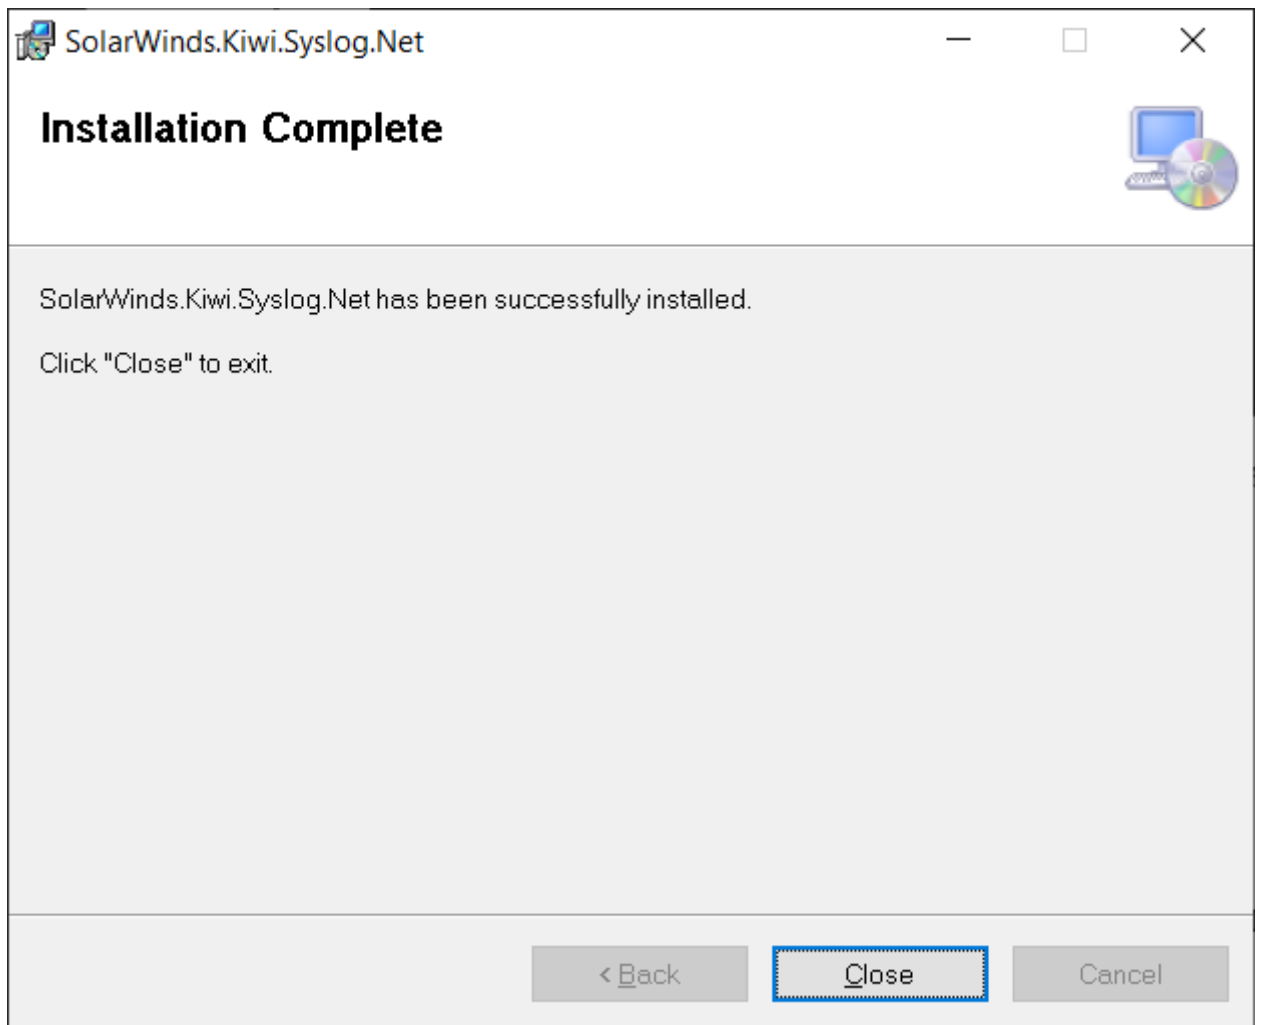 SolarWinds.Kiwi.Syslog.Net
Installation Complete
SolarWinds.Kiwi.Syslog.Net has been successfully installed.
Click "Close" to exit.
< Back
Close
Cancel